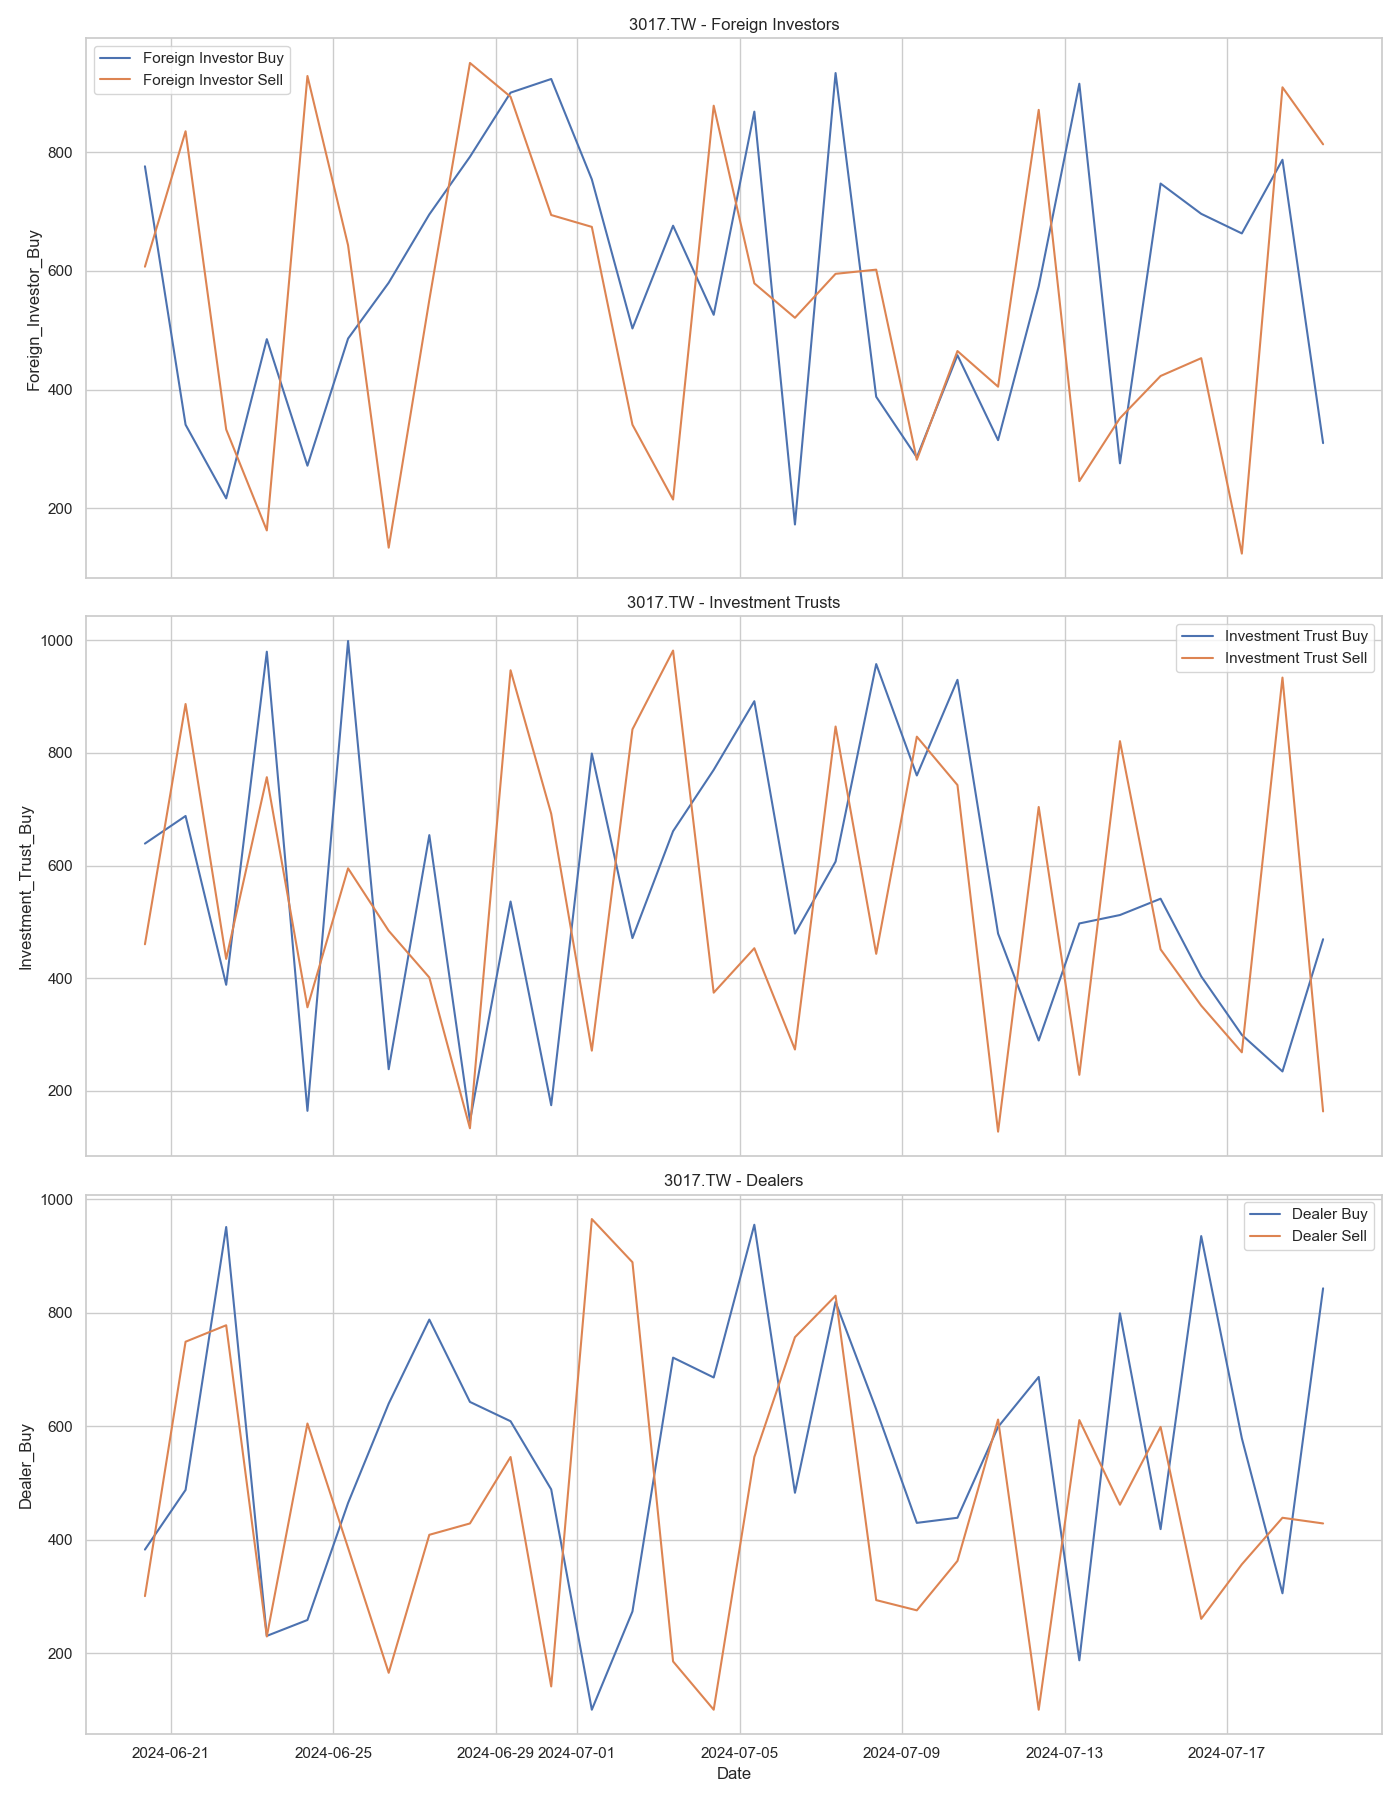 3017.TW - Foreign Investors
Foreign Investor Buy
Foreign Investor Sell
Foreign_Investor_Buy
800
600
400
200
3017.TW - Investment Trusts
Investment Trust Buy
Investment Trust Sell
Investment_Trust_Buy
1000
800
600
400
200
3017.TW - Dealers
Dealer Buy
Dealer Sell
Dealer_Buy
1000
800
600
400
200
2024-06-21 2024-06-25 2024-06-29 2024-07-01 2024-07-05 2024-07-09 2024-07-13 2024-07-17
Date